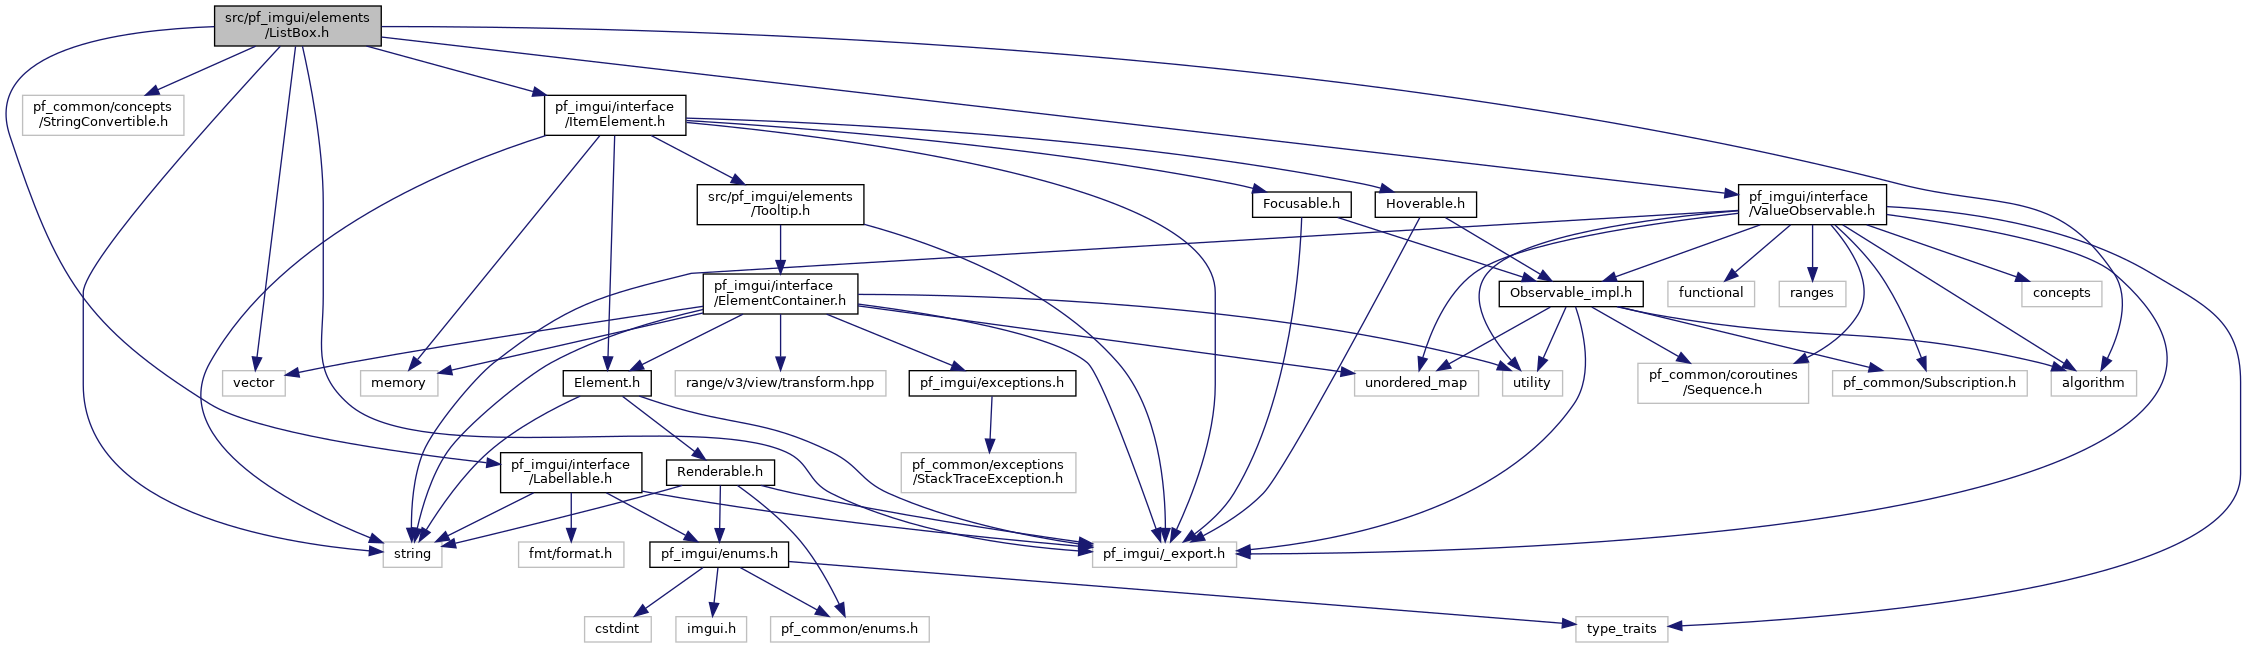 src/pf_imgui/elements
/ListBox.h
pf_common/concepts
/StringConvertible.h
pf_imgui/interface
/ItemElement.h
src/pf_imgui/elements
/Tooltip.h
Focusable.h
Hoverable.h
pf_imgui/interface
/ValueObservable.h
pf_imgui/interface
/ElementContainer.h
Observable_impl.h
functional
ranges
concepts
vector
memory
Element.h
range/v3/view/transform.hpp
pf_imgui/exceptions.h
unordered_map
utility
pf_common/coroutines
/Sequence.h
pf_common/Subscription.h
algorithm
pf_imgui/interface
/Labellable.h
Renderable.h
pf_common/exceptions
/StackTraceException.h
string
fmt/format.h
pf_imgui/enums.h
pf_imgui/_export.h
cstdint
imgui.h
pf_common/enums.h
type_traits